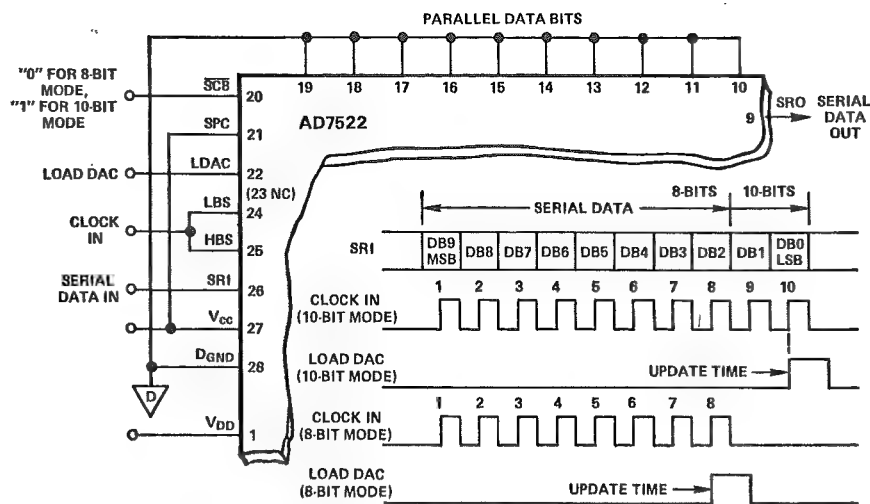 PARALLEL DATA BITS
"0" FOR 8-BIT
MODE,
"1" FOR 10-BIT
MODE
SCB
20
19 18 17 16 15 14 13 12 11 10
SPC
21
AD7522
9
SRO
SERIAL
DATA
OUT
LOAD DAC
LDAC
22
(23 NC)
CLOCK
IN
LBS
24
HBS
25
SERIAL
DATA IN
SRI
26
VCC
27
DGND
28
D
VDD
1
8-BITS
10-BITS
SERIAL DATA
SRI
DB9
MSB
DB8
DB7
DB6
DB5
DB4
DB3
DB2
DB1
DB0
LSB
1 2 3 4 5 6 7 8 9 10
CLOCK IN
(10-BIT MODE)
LOAD DAC
(10-BIT MODE)
UPDATE TIME
1 2 3 4 5 6 7 8
CLOCK IN
(8-BIT MODE)
LOAD DAC
(8-BIT MODE)
UPDATE TIME